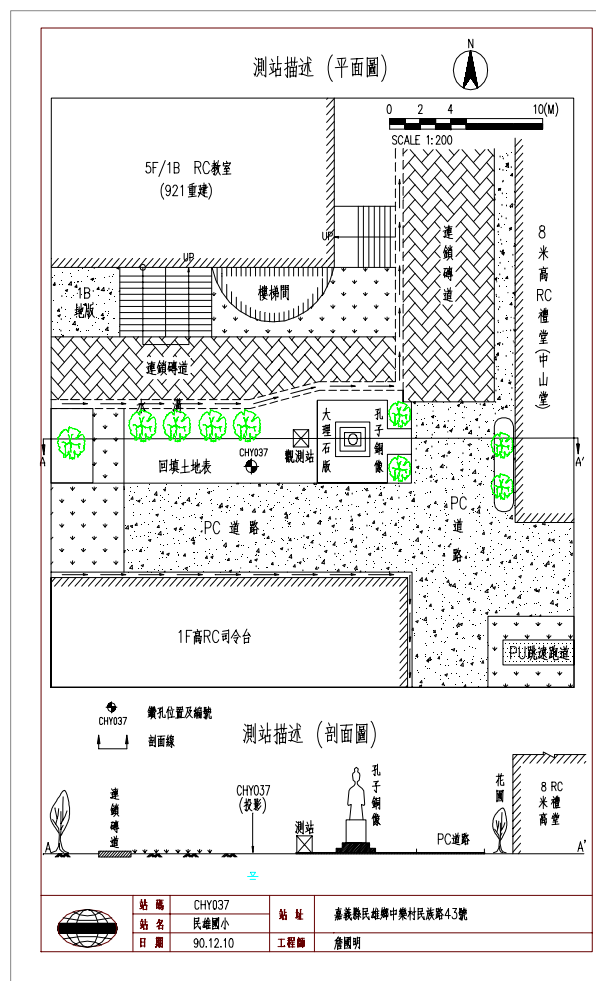 測站描述 (平面圖)
N
0 2 4 10(M)
SCALE 1:200
5F/1B RC教室
(921重建)
UP
UP
1B
地版
樓梯間
連鎖磚道
8米高RC禮堂(中山堂)
連鎖磚道
水溝
大理石版
孔子銅像
A
A'
CHY037
觀測站
回填土地表
PC道路
PC道路
1F高RC司令台
PU跳遠跑道
CHY037
鑽孔位置及編號
剖面線
測站描述 (剖面圖)
連鎖磚道
CHY037
(投影)
測站
孔子銅像
PC道路
花圃
8米高
RC禮堂
A
A'
站碼 CHY037
站名 民雄國小
日期 90.12.10
站址 嘉義縣民雄鄉中樂村民族路43號
工程師 詹國明